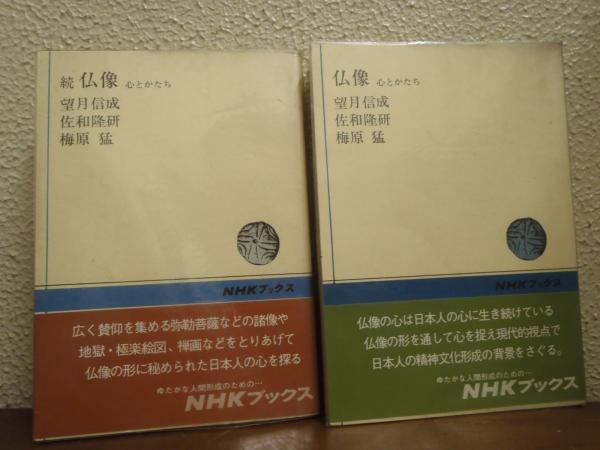 続 仏像 心とかたち
望月信成
佐和隆研
梅原 猛
NHKブックス
広く賛仰を集める弥勒菩薩などの諸像や
地獄・極楽絵図、禅画などをとりあげて
仏像の形に秘められた日本人の心を探る
ゆたかな人間形成のための…
NHKブックス
仏像 心とかたち
望月信成
佐和隆研
梅原 猛
NHKブックス
仏像の心は日本人の心に生き続けている
仏像の形を通して心を捉え現代的視点で
日本人の精神文化形成の背景をさぐる。
ゆたかな人間形成のための…
NHKブックス